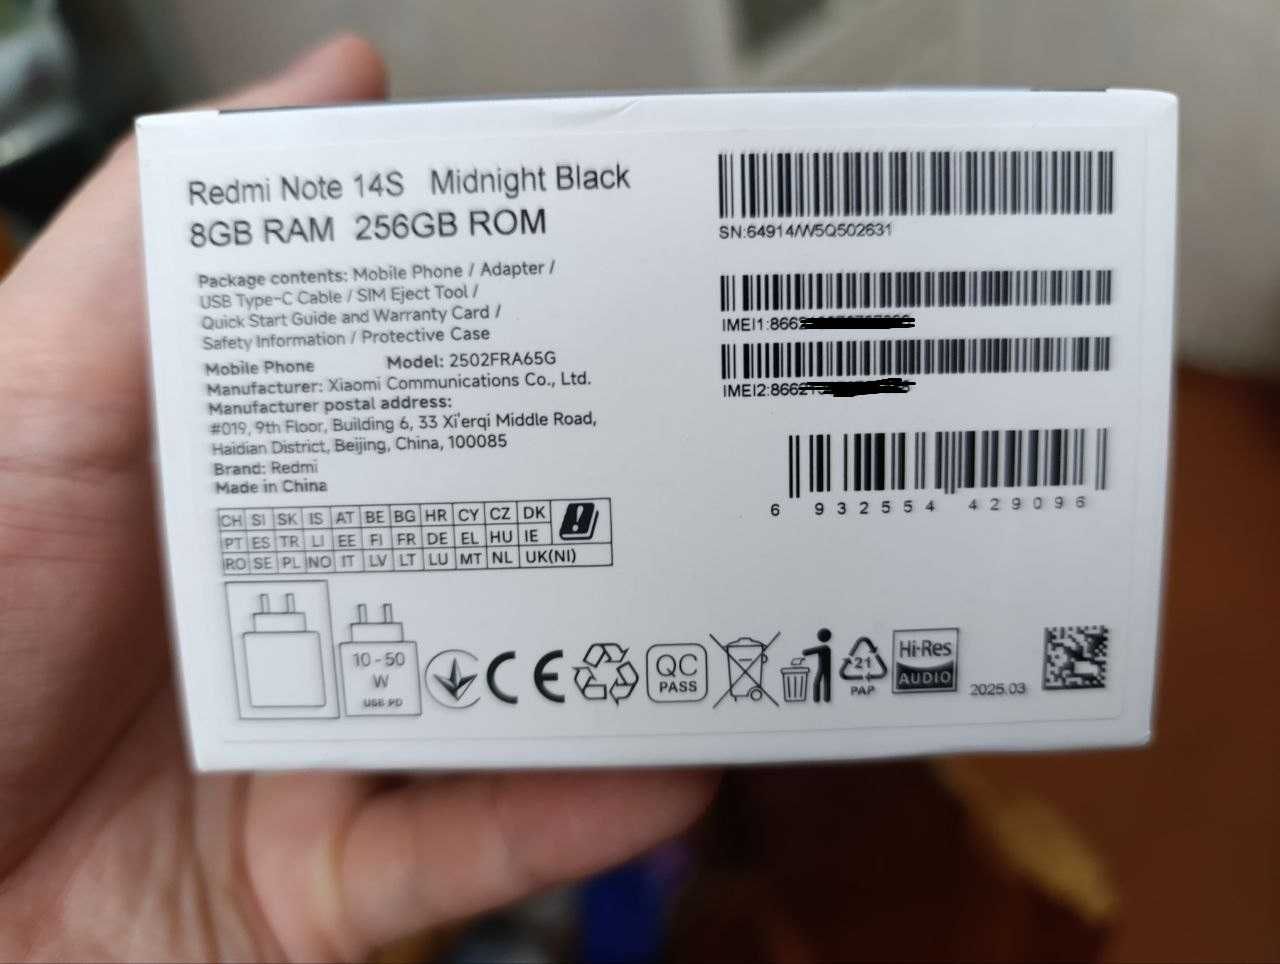 Redmi Note 14S Midnight Black
8GB RAM 256GB ROM
Package contents: Mobile Phone / Adapter /
USB Type-C Cable / SIM Eject Tool /
Quick Start Guide and Warranty Card /
Safety Information / Protective Case
Mobile Phone Model: 2502FRA65G
Manufacturer: Xiaomi Communications Co., Ltd.
Manufacturer postal address:
#019, 9th Floor, Building 6, 33 Xi'erqi Middle Road,
Haidian District, Beijing, China, 100085
Brand: Redmi
Made in China
CH SI SK IS AT BE BG HR CY CZ DK
PT ES TR LI EE FI FR DE EL HU IE
RO SE PL NO IT LV LT LU MT NL UK(NI)
10-50
W
USB PD
CE
QC
PASS
21
PAP
Hi-Res
AUDIO
2025.03
SN:64914/W5Q502631
IMEI1:866
IMEI2:866
6 932554 429096